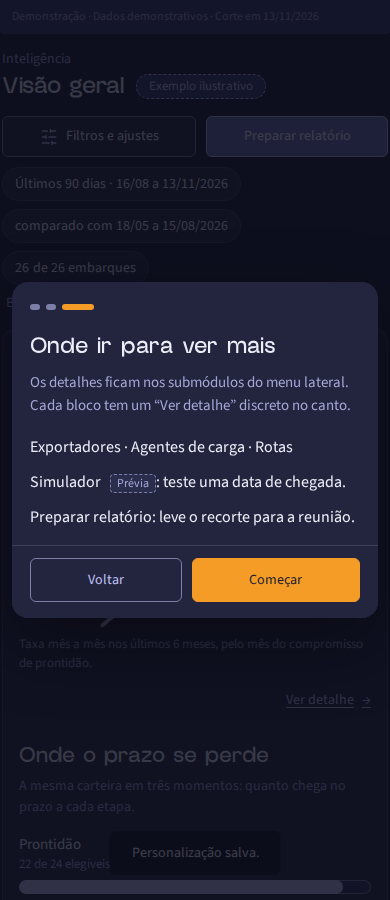 Demonstração · Dados demonstrativos · Corte em 13/11/2026
Inteligência
Visão geral Exemplo ilustrativo
Filtros e ajustes Preparar relatório
Últimos 90 dias · 16/08 a 13/11/2026
comparado com 18/05 a 15/08/2026
26 de 26 embarques
Onde ir para ver mais
Os detalhes ficam nos submódulos do menu lateral.
Cada bloco tem um “Ver detalhe” discreto no canto.
Exportadores · Agentes de carga · Rotas
Simulador Prévia : teste uma data de chegada.
Preparar relatório: leve o recorte para a reunião.
Voltar Começar
Taxa mês a mês nos últimos 6 meses, pelo mês do compromisso
de prontidão.
Ver detalhe →
Onde o prazo se perde
A mesma carteira em três momentos: quanto chega no
prazo a cada etapa.
Prontidão
22 de 24 elegíveis
Personalização salva.